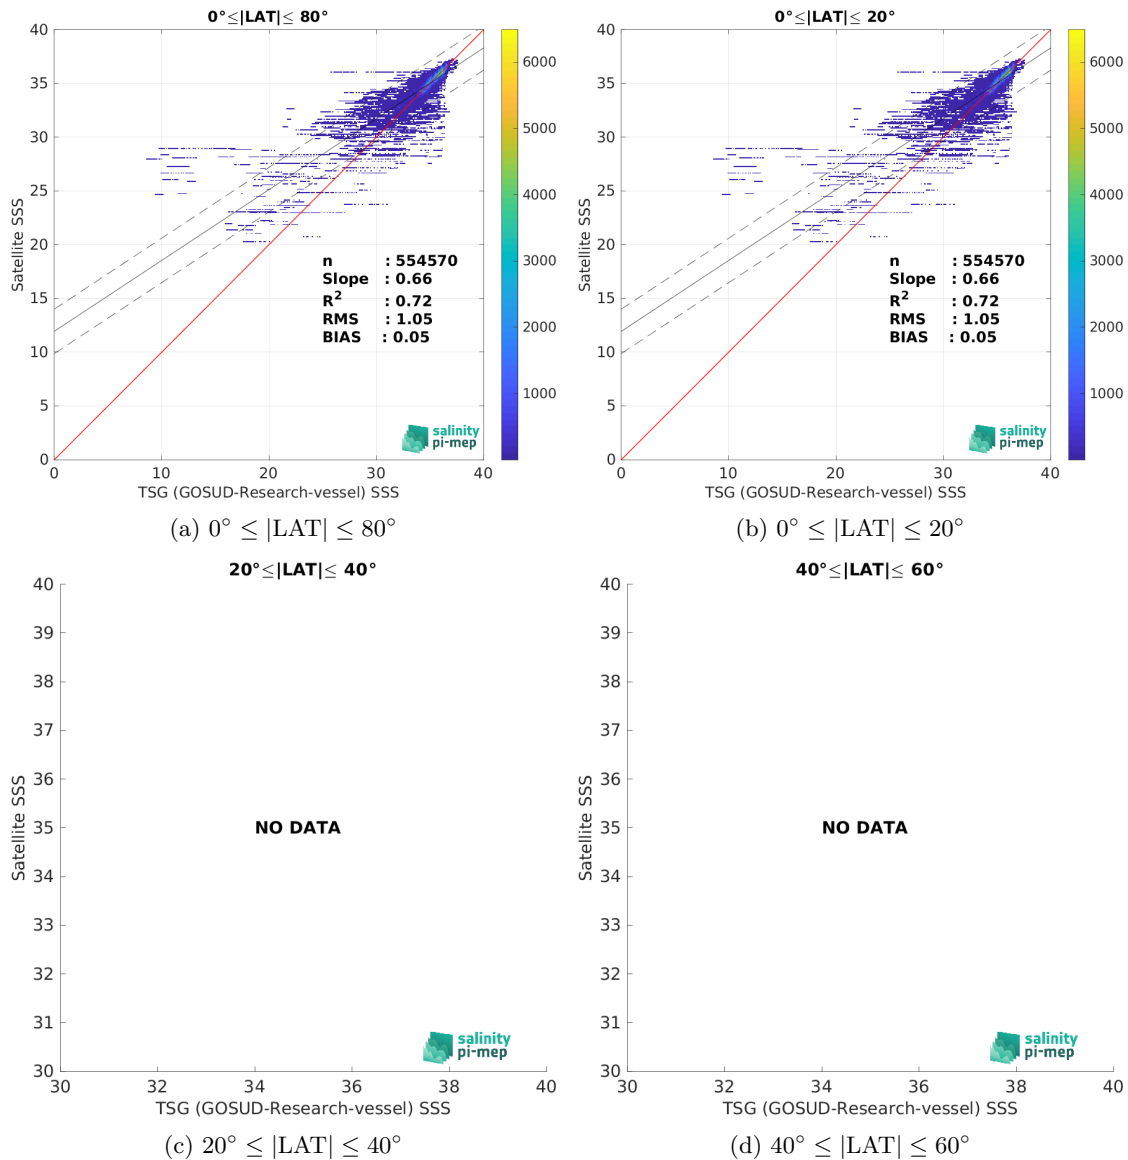 0°≤|LAT|≤ 80°
40
35
30
25
20
15
10
5
0
0
10
20
30
40
Satellite SSS
TSG (GOSUD-Research-vessel) SSS
n : 554570
Slope : 0.66
R² : 0.72
RMS : 1.05
BIAS : 0.05
6000
5000
4000
3000
2000
1000
salinity
pi-mep
(a) 0° ≤ |LAT| ≤ 80°
0°≤|LAT|≤ 20°
40
35
30
25
20
15
10
5
0
0
10
20
30
40
Satellite SSS
TSG (GOSUD-Research-vessel) SSS
n : 554570
Slope : 0.66
R² : 0.72
RMS : 1.05
BIAS : 0.05
6000
5000
4000
3000
2000
1000
salinity
pi-mep
(b) 0° ≤ |LAT| ≤ 20°
20°≤|LAT|≤ 40°
40
39
38
37
36
35
34
33
32
31
30
30
32
34
36
38
40
Satellite SSS
NO DATA
TSG (GOSUD-Research-vessel) SSS
salinity
pi-mep
(c) 20° ≤ |LAT| ≤ 40°
40°≤|LAT|≤ 60°
40
39
38
37
36
35
34
33
32
31
30
30
32
34
36
38
40
Satellite SSS
NO DATA
TSG (GOSUD-Research-vessel) SSS
salinity
pi-mep
(d) 40° ≤ |LAT| ≤ 60°